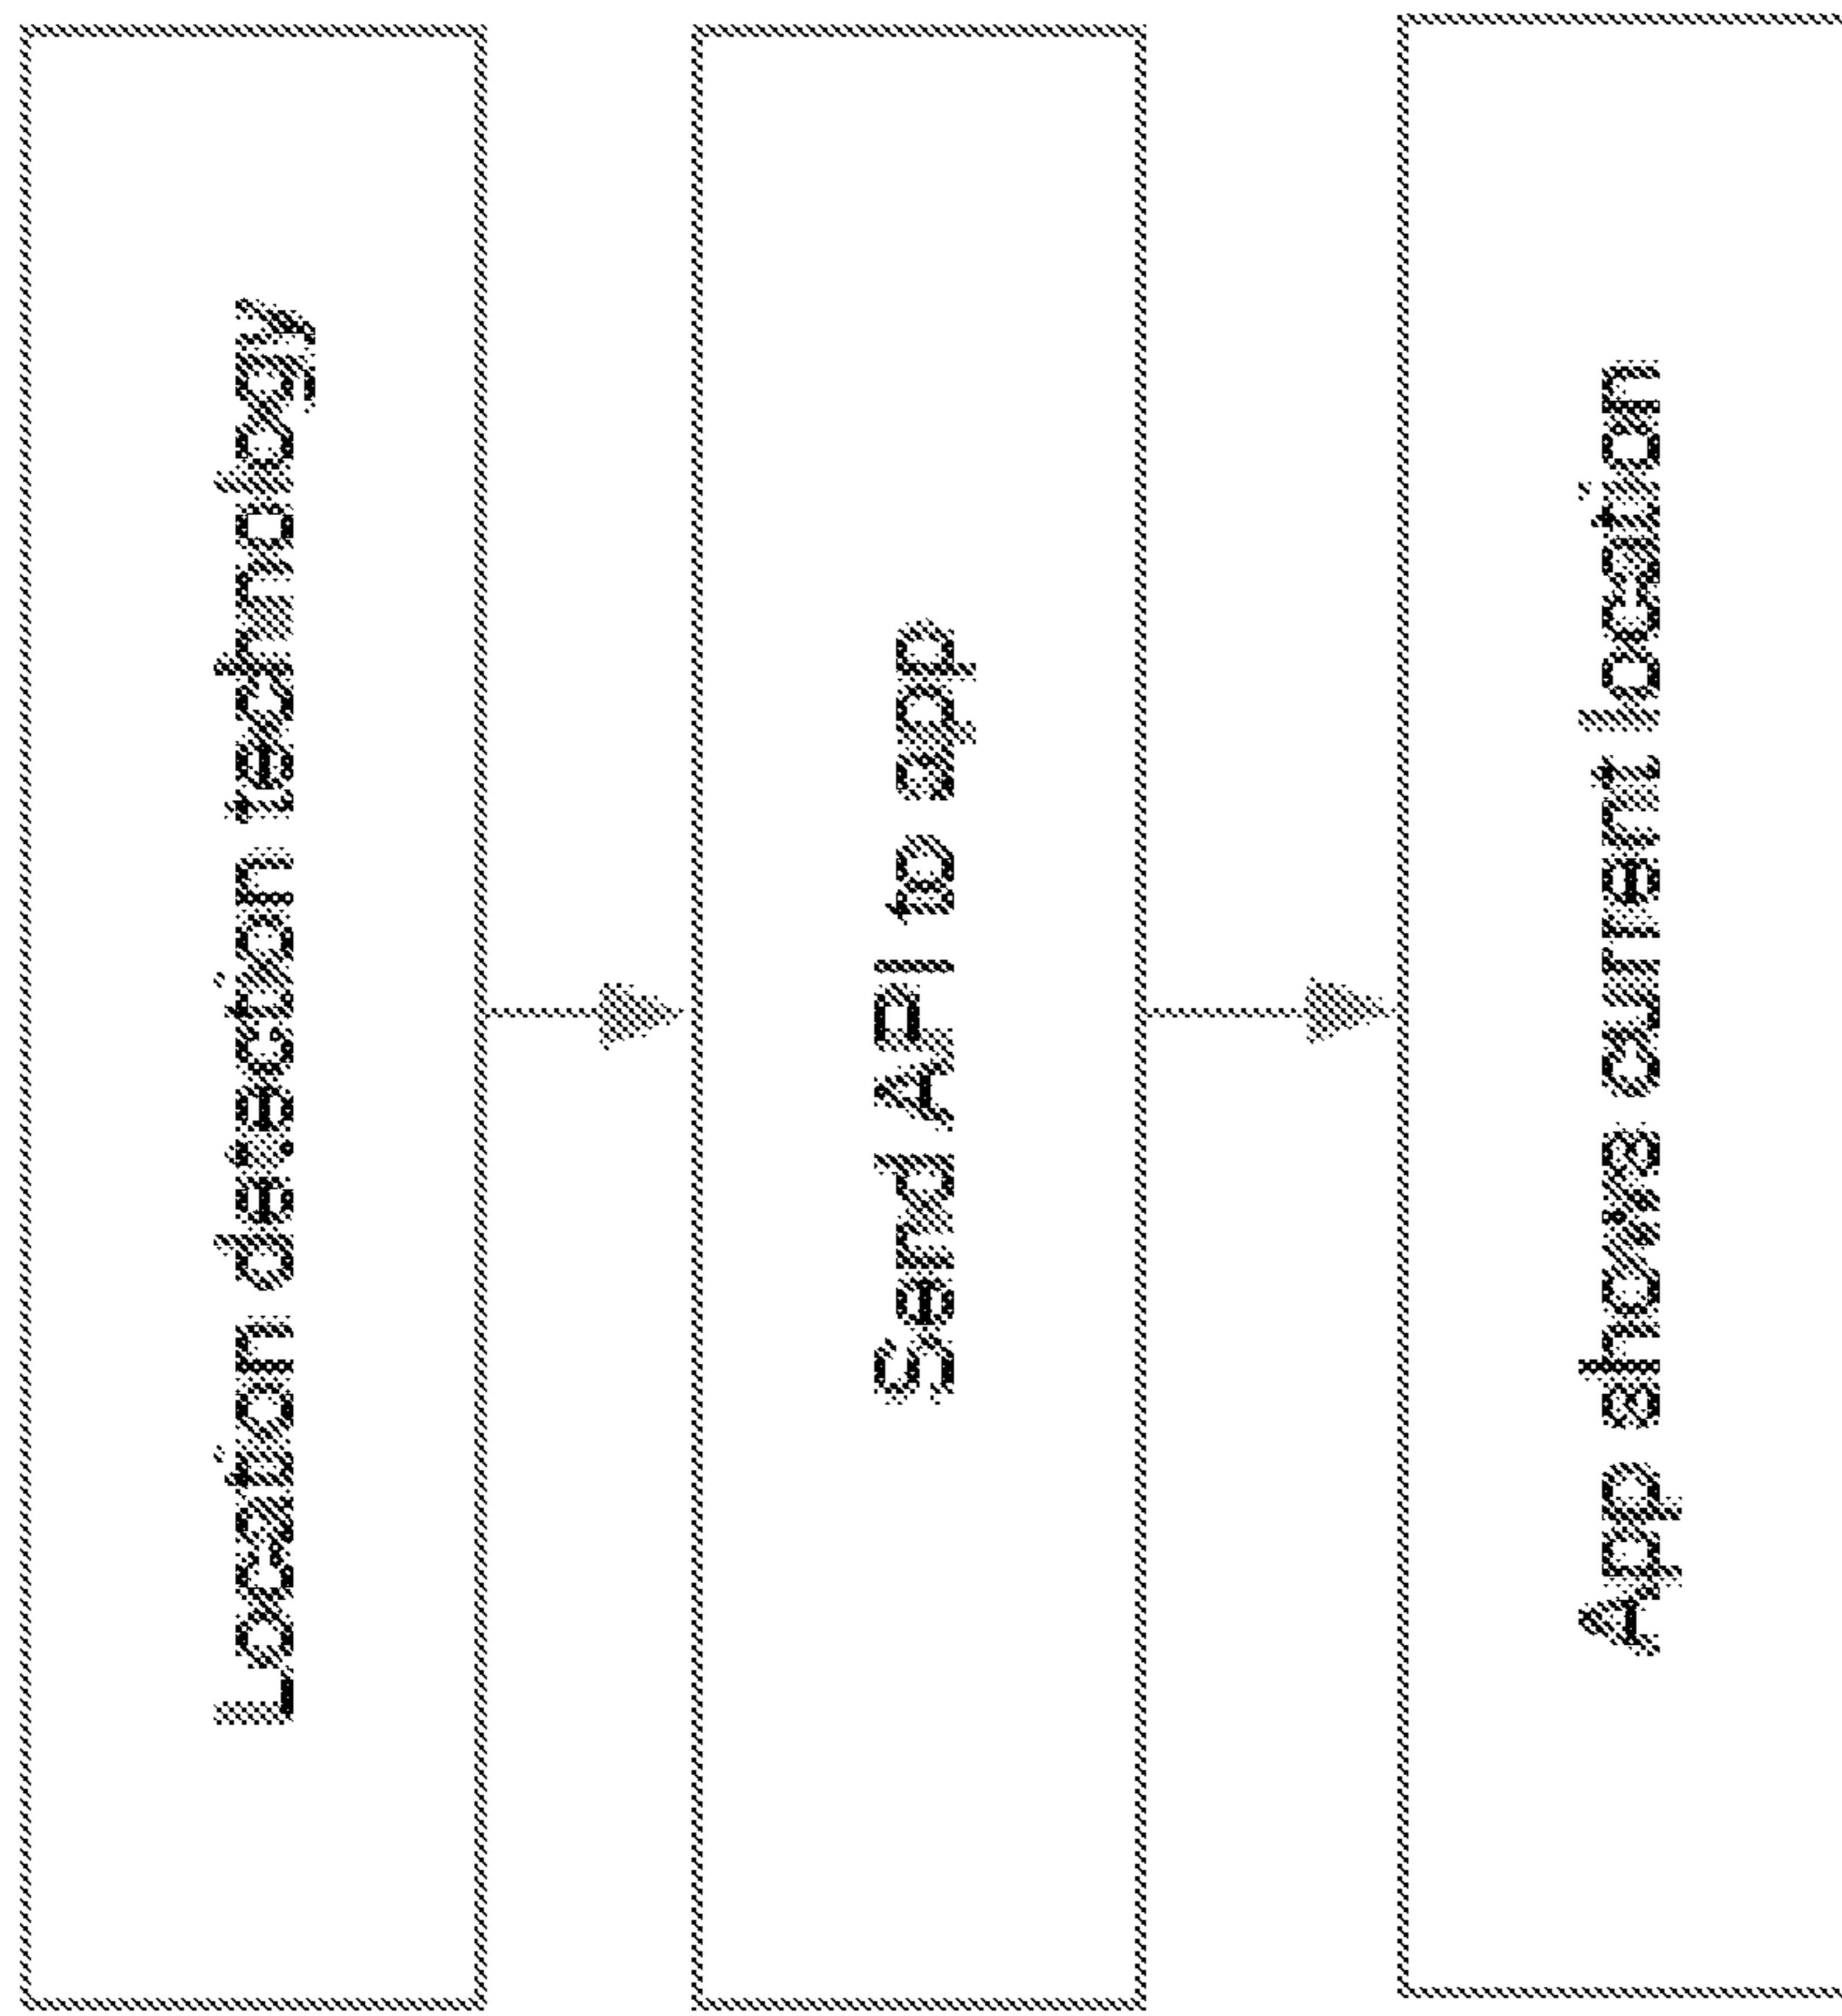 Location detection technology
Send API to app
App shows current location